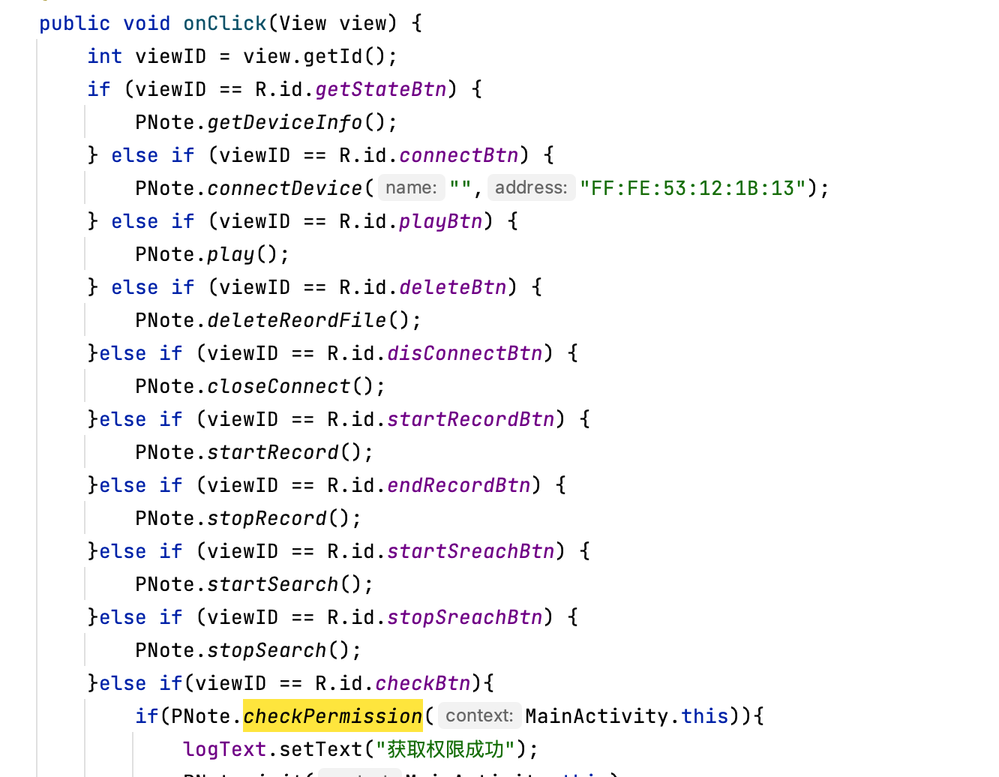 public void onClick(View view) {
int viewID = view.getId();
if (viewID == R.id.getStateBtn) {
PNote.getDeviceInfo();
} else if (viewID == R.id.connectBtn) {
PNote.connectDevice( name: "", address: "FF:FE:53:12:1B:13");
} else if (viewID == R.id.playBtn) {
PNote.play();
} else if (viewID == R.id.deleteBtn) {
PNote.deleteReordFile();
}else if (viewID == R.id.disConnectBtn) {
PNote.closeConnect();
}else if (viewID == R.id.startRecordBtn) {
PNote.startRecord();
}else if (viewID == R.id.endRecordBtn) {
PNote.stopRecord();
}else if (viewID == R.id.startSreachBtn) {
PNote.startSearch();
}else if (viewID == R.id.stopSreachBtn) {
PNote.stopSearch();
}else if(viewID == R.id.checkBtn){
if(PNote.checkPermission( context: MainActivity.this)){
logText.setText("获取权限成功");